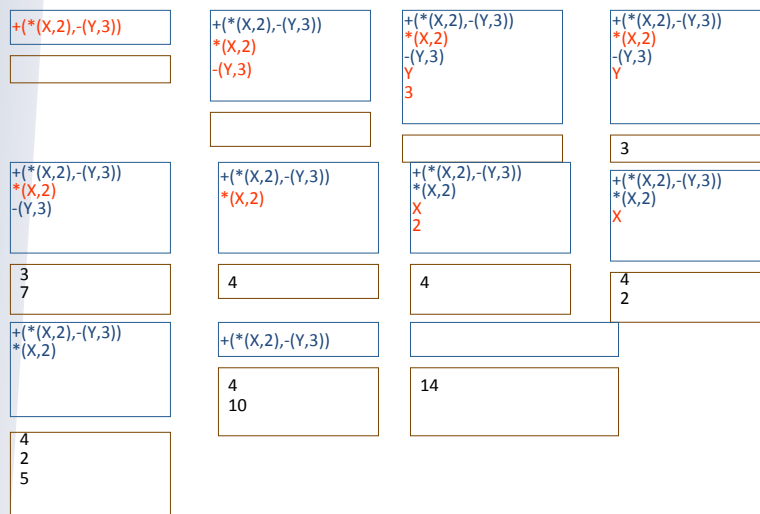 +(*(X,2),-(Y,3))
+(*(X,2),-(Y,3))
*(X,2)
-(Y,3)
+(*(X,2),-(Y,3))
*(X,2)
-(Y,3)
Y
3
+(*(X,2),-(Y,3))
*(X,2)
-(Y,3)
Y
3
+(*(X,2),-(Y,3))
*(X,2)
-(Y,3)
3
7
+(*(X,2),-(Y,3))
*(X,2)
4
+(*(X,2),-(Y,3))
*(X,2)
X
2
4
+(*(X,2),-(Y,3))
*(X,2)
X
4
2
+(*(X,2),-(Y,3))
*(X,2)
4
2
5
+(*(X,2),-(Y,3))
4
10
14